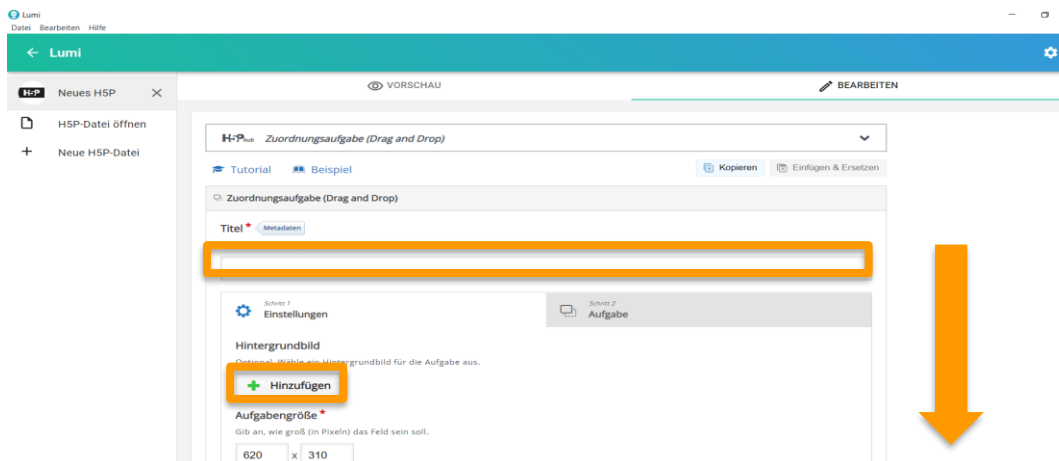 Lumi
Datei Bearbeiten Hilfe
Lumi
H5P Neues H5P
VORSCHAU
BEARBEITEN
H5P-Datei öffnen
Neue H5P-Datei
H5Phub Zuordnungsaufgabe (Drag and Drop)
Tutorial Beispiel
Kopieren Einfügen & Ersetzen
Zuordnungsaufgabe (Drag and Drop)
Titel * Metadaten
Schritt 1
Einstellungen
Schritt 2
Aufgabe
Hintergrundbild
Optional. Wähle ein Hintergrundbild für die Aufgabe aus.
Hinzufügen
Aufgabengröße *
Gib an, wie groß (in Pixeln) das Feld sein soll.
620 x 310